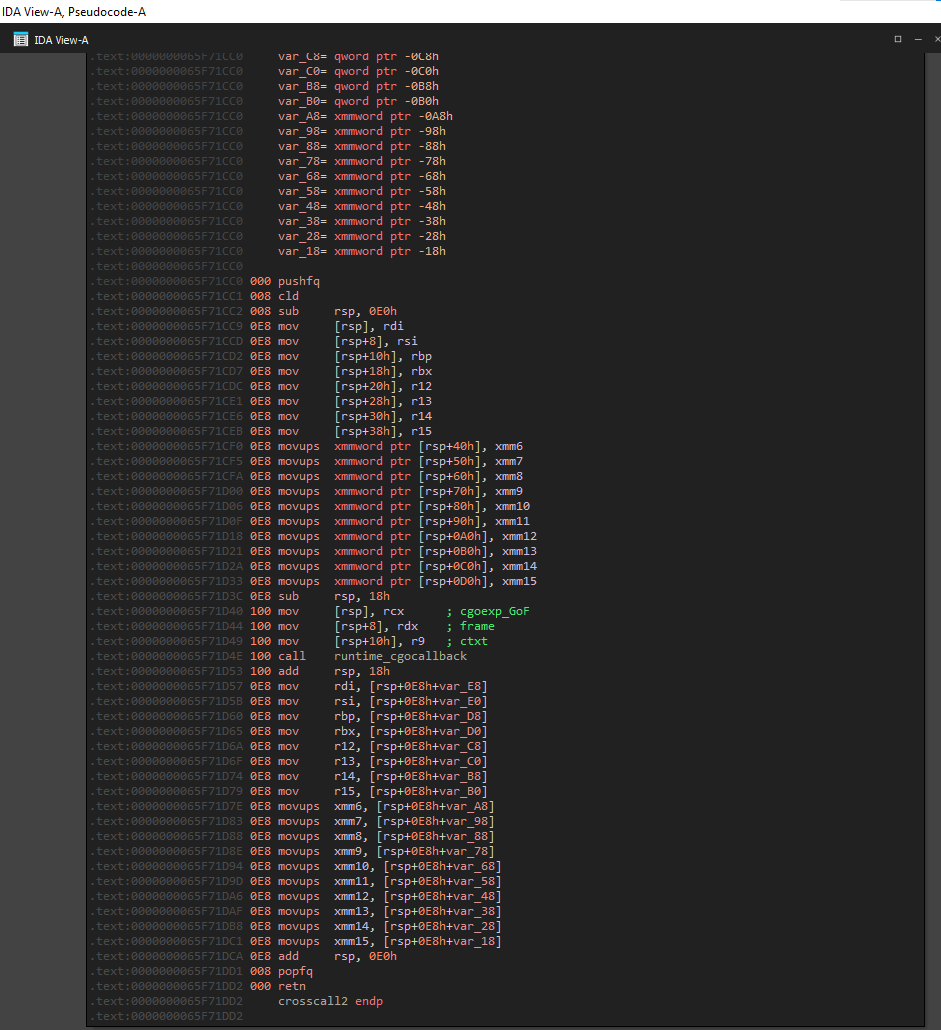 IDA View-A, Pseudocode-A
IDA View-A
.text:0000000065F71CC0 var_C8= qword ptr -0C8h
.text:0000000065F71CC0 var_C0= qword ptr -0C0h
.text:0000000065F71CC0 var_B8= qword ptr -0B8h
.text:0000000065F71CC0 var_B0= qword ptr -0B0h
.text:0000000065F71CC0 var_A8= xmmword ptr -0A8h
.text:0000000065F71CC0 var_98= xmmword ptr -98h
.text:0000000065F71CC0 var_88= xmmword ptr -88h
.text:0000000065F71CC0 var_78= xmmword ptr -78h
.text:0000000065F71CC0 var_68= xmmword ptr -68h
.text:0000000065F71CC0 var_58= xmmword ptr -58h
.text:0000000065F71CC0 var_48= xmmword ptr -48h
.text:0000000065F71CC0 var_38= xmmword ptr -38h
.text:0000000065F71CC0 var_28= xmmword ptr -28h
.text:0000000065F71CC0 var_18= xmmword ptr -18h
.text:0000000065F71CC0
.text:0000000065F71CC0 000 pushfq
.text:0000000065F71CC1 008 cld
.text:0000000065F71CC2 008 sub rsp, 0E0h
.text:0000000065F71CC9 0E8 mov [rsp], rdi
.text:0000000065F71CCD 0E8 mov [rsp+8], rsi
.text:0000000065F71CD2 0E8 mov [rsp+10h], rbp
.text:0000000065F71CD7 0E8 mov [rsp+18h], rbx
.text:0000000065F71CDC 0E8 mov [rsp+20h], r12
.text:0000000065F71CE1 0E8 mov [rsp+28h], r13
.text:0000000065F71CE6 0E8 mov [rsp+30h], r14
.text:0000000065F71CEB 0E8 mov [rsp+38h], r15
.text:0000000065F71CF0 0E8 movups xmmword ptr [rsp+40h], xmm6
.text:0000000065F71CF5 0E8 movups xmmword ptr [rsp+50h], xmm7
.text:0000000065F71CFA 0E8 movups xmmword ptr [rsp+60h], xmm8
.text:0000000065F71D00 0E8 movups xmmword ptr [rsp+70h], xmm9
.text:0000000065F71D06 0E8 movups xmmword ptr [rsp+80h], xmm10
.text:0000000065F71D0F 0E8 movups xmmword ptr [rsp+90h], xmm11
.text:0000000065F71D18 0E8 movups xmmword ptr [rsp+0A0h], xmm12
.text:0000000065F71D21 0E8 movups xmmword ptr [rsp+0B0h], xmm13
.text:0000000065F71D2A 0E8 movups xmmword ptr [rsp+0C0h], xmm14
.text:0000000065F71D33 0E8 movups xmmword ptr [rsp+0D0h], xmm15
.text:0000000065F71D3C 0E8 sub rsp, 18h
.text:0000000065F71D40 100 mov [rsp], rcx ; cgoexp_GoF
.text:0000000065F71D44 100 mov [rsp+8], rdx ; frame
.text:0000000065F71D49 100 mov [rsp+10h], r9 ; ctxt
.text:0000000065F71D4E 100 call runtime_cgocallback
.text:0000000065F71D53 100 add rsp, 18h
.text:0000000065F71D57 0E8 mov rdi, [rsp+0E8h+var_E8]
.text:0000000065F71D5B 0E8 mov rsi, [rsp+0E8h+var_E0]
.text:0000000065F71D60 0E8 mov rbp, [rsp+0E8h+var_D8]
.text:0000000065F71D65 0E8 mov rbx, [rsp+0E8h+var_D0]
.text:0000000065F71D6A 0E8 mov r12, [rsp+0E8h+var_C8]
.text:0000000065F71D6F 0E8 mov r13, [rsp+0E8h+var_C0]
.text:0000000065F71D74 0E8 mov r14, [rsp+0E8h+var_B8]
.text:0000000065F71D79 0E8 mov r15, [rsp+0E8h+var_B0]
.text:0000000065F71D7E 0E8 movups xmm6, [rsp+0E8h+var_A8]
.text:0000000065F71D83 0E8 movups xmm7, [rsp+0E8h+var_98]
.text:0000000065F71D88 0E8 movups xmm8, [rsp+0E8h+var_88]
.text:0000000065F71D8E 0E8 movups xmm9, [rsp+0E8h+var_78]
.text:0000000065F71D94 0E8 movups xmm10, [rsp+0E8h+var_68]
.text:0000000065F71D9D 0E8 movups xmm11, [rsp+0E8h+var_58]
.text:0000000065F71DA6 0E8 movups xmm12, [rsp+0E8h+var_48]
.text:0000000065F71DAF 0E8 movups xmm13, [rsp+0E8h+var_38]
.text:0000000065F71DB8 0E8 movups xmm14, [rsp+0E8h+var_28]
.text:0000000065F71DC1 0E8 movups xmm15, [rsp+0E8h+var_18]
.text:0000000065F71DCA 0E8 add rsp, 0E0h
.text:0000000065F71DD1 008 popfq
.text:0000000065F71DD2 000 retn
.text:0000000065F71DD2 crosscall2 endp
.text:0000000065F71DD2